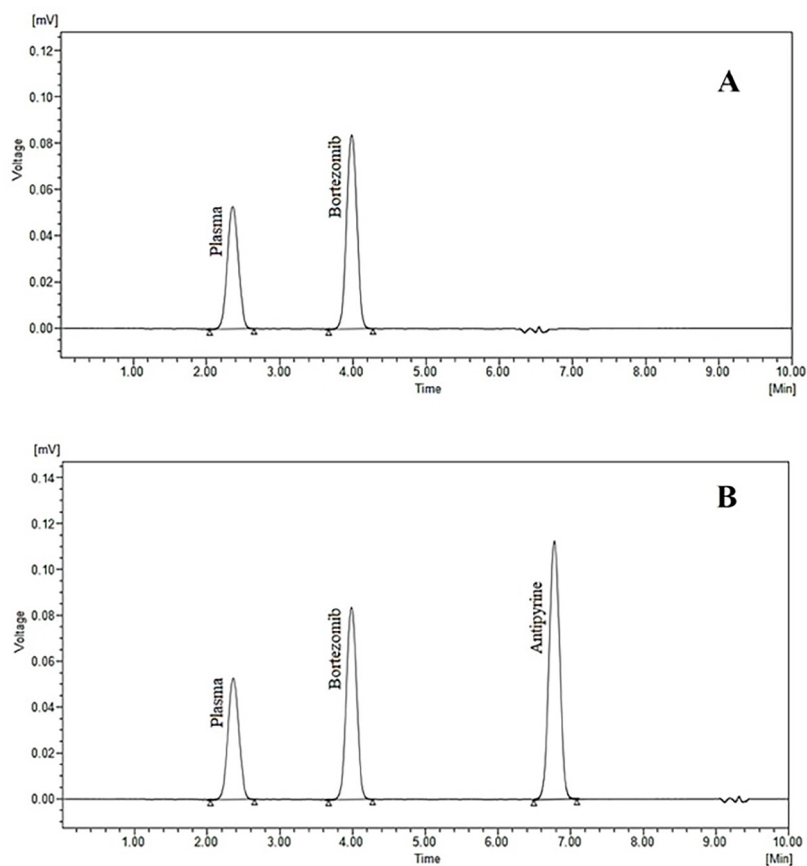 [mV]
A
0.12
0.10
0.08
0.06
0.04
0.02
0.00
Voltage
Plasma
Bortezomib
1.00 2.00 3.00 4.00 5.00 6.00 7.00 8.00 9.00 10.00
Time [Min]
[mV]
B
0.14
0.12
0.10
0.08
0.06
0.04
0.02
0.00
Voltage
Plasma
Bortezomib
Antipyrine
1.00 2.00 3.00 4.00 5.00 6.00 7.00 8.00 9.00 10.00
Time [Min]